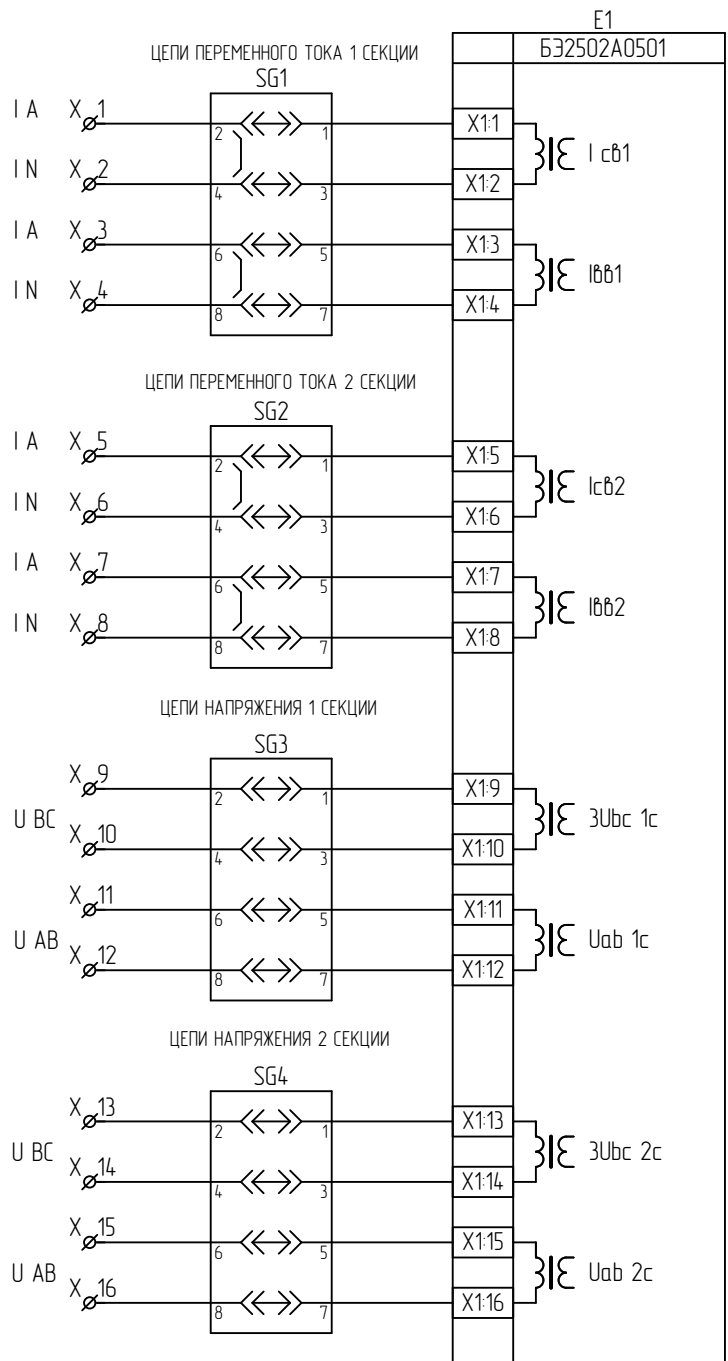 E1
БЭ2502А0501
ЦЕПИ ПЕРЕМЕННОГО ТОКА 1 СЕКЦИИ
SG1
I A X 1 2 1 X1:1
I св1
I N X 2 4 3 X1:2
I A X 3 6 5 X1:3
Iвв1
I N X 4 8 7 X1:4
ЦЕПИ ПЕРЕМЕННОГО ТОКА 2 СЕКЦИИ
SG2
I A X 5 2 1 X1:5
Iсв2
I N X 6 4 3 X1:6
I A X 7 6 5 X1:7
Iвв2
I N X 8 8 7 X1:8
ЦЕПИ НАПРЯЖЕНИЯ 1 СЕКЦИИ
SG3
X 9 2 1 X1:9
U BC 3Ubc 1c
X 10 4 3 X1:10
X 11 6 5 X1:11
U AB Uab 1c
X 12 8 7 X1:12
ЦЕПИ НАПРЯЖЕНИЯ 2 СЕКЦИИ
SG4
X 13 2 1 X1:13
U BC 3Ubc 2c
X 14 4 3 X1:14
X 15 6 5 X1:15
U AB Uab 2c
X 16 8 7 X1:16